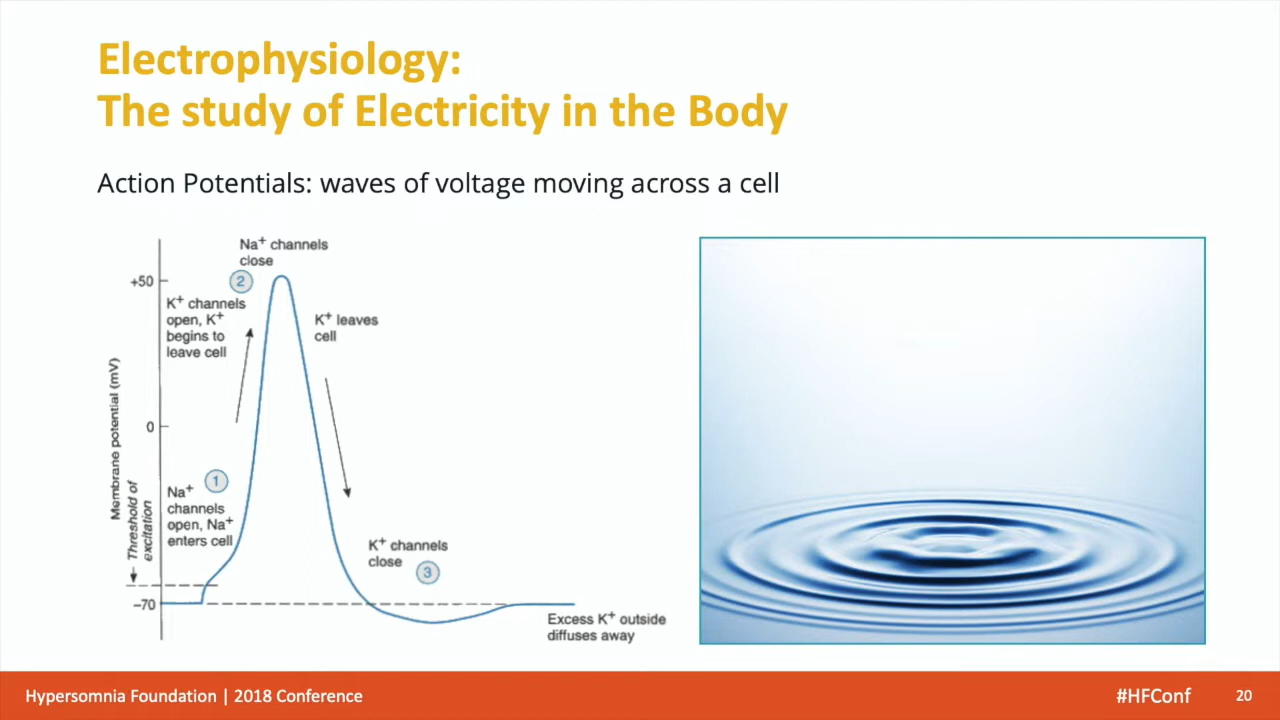 Electrophysiology:
The study of Electricity in the Body
Action Potentials: waves of voltage moving across a cell
Na+ channels
close
2
+50
K+ channels
open, K+
begins to
leave cell
K+ leaves
cell
Membrane potential (mV)
0
1
Na+
channels
open, Na+
enters cell
Threshold of
excitation
K+ channels
close
3
–70
Excess K+ outside
diffuses away
Hypersomnia Foundation | 2018 Conference
#HFConf
20